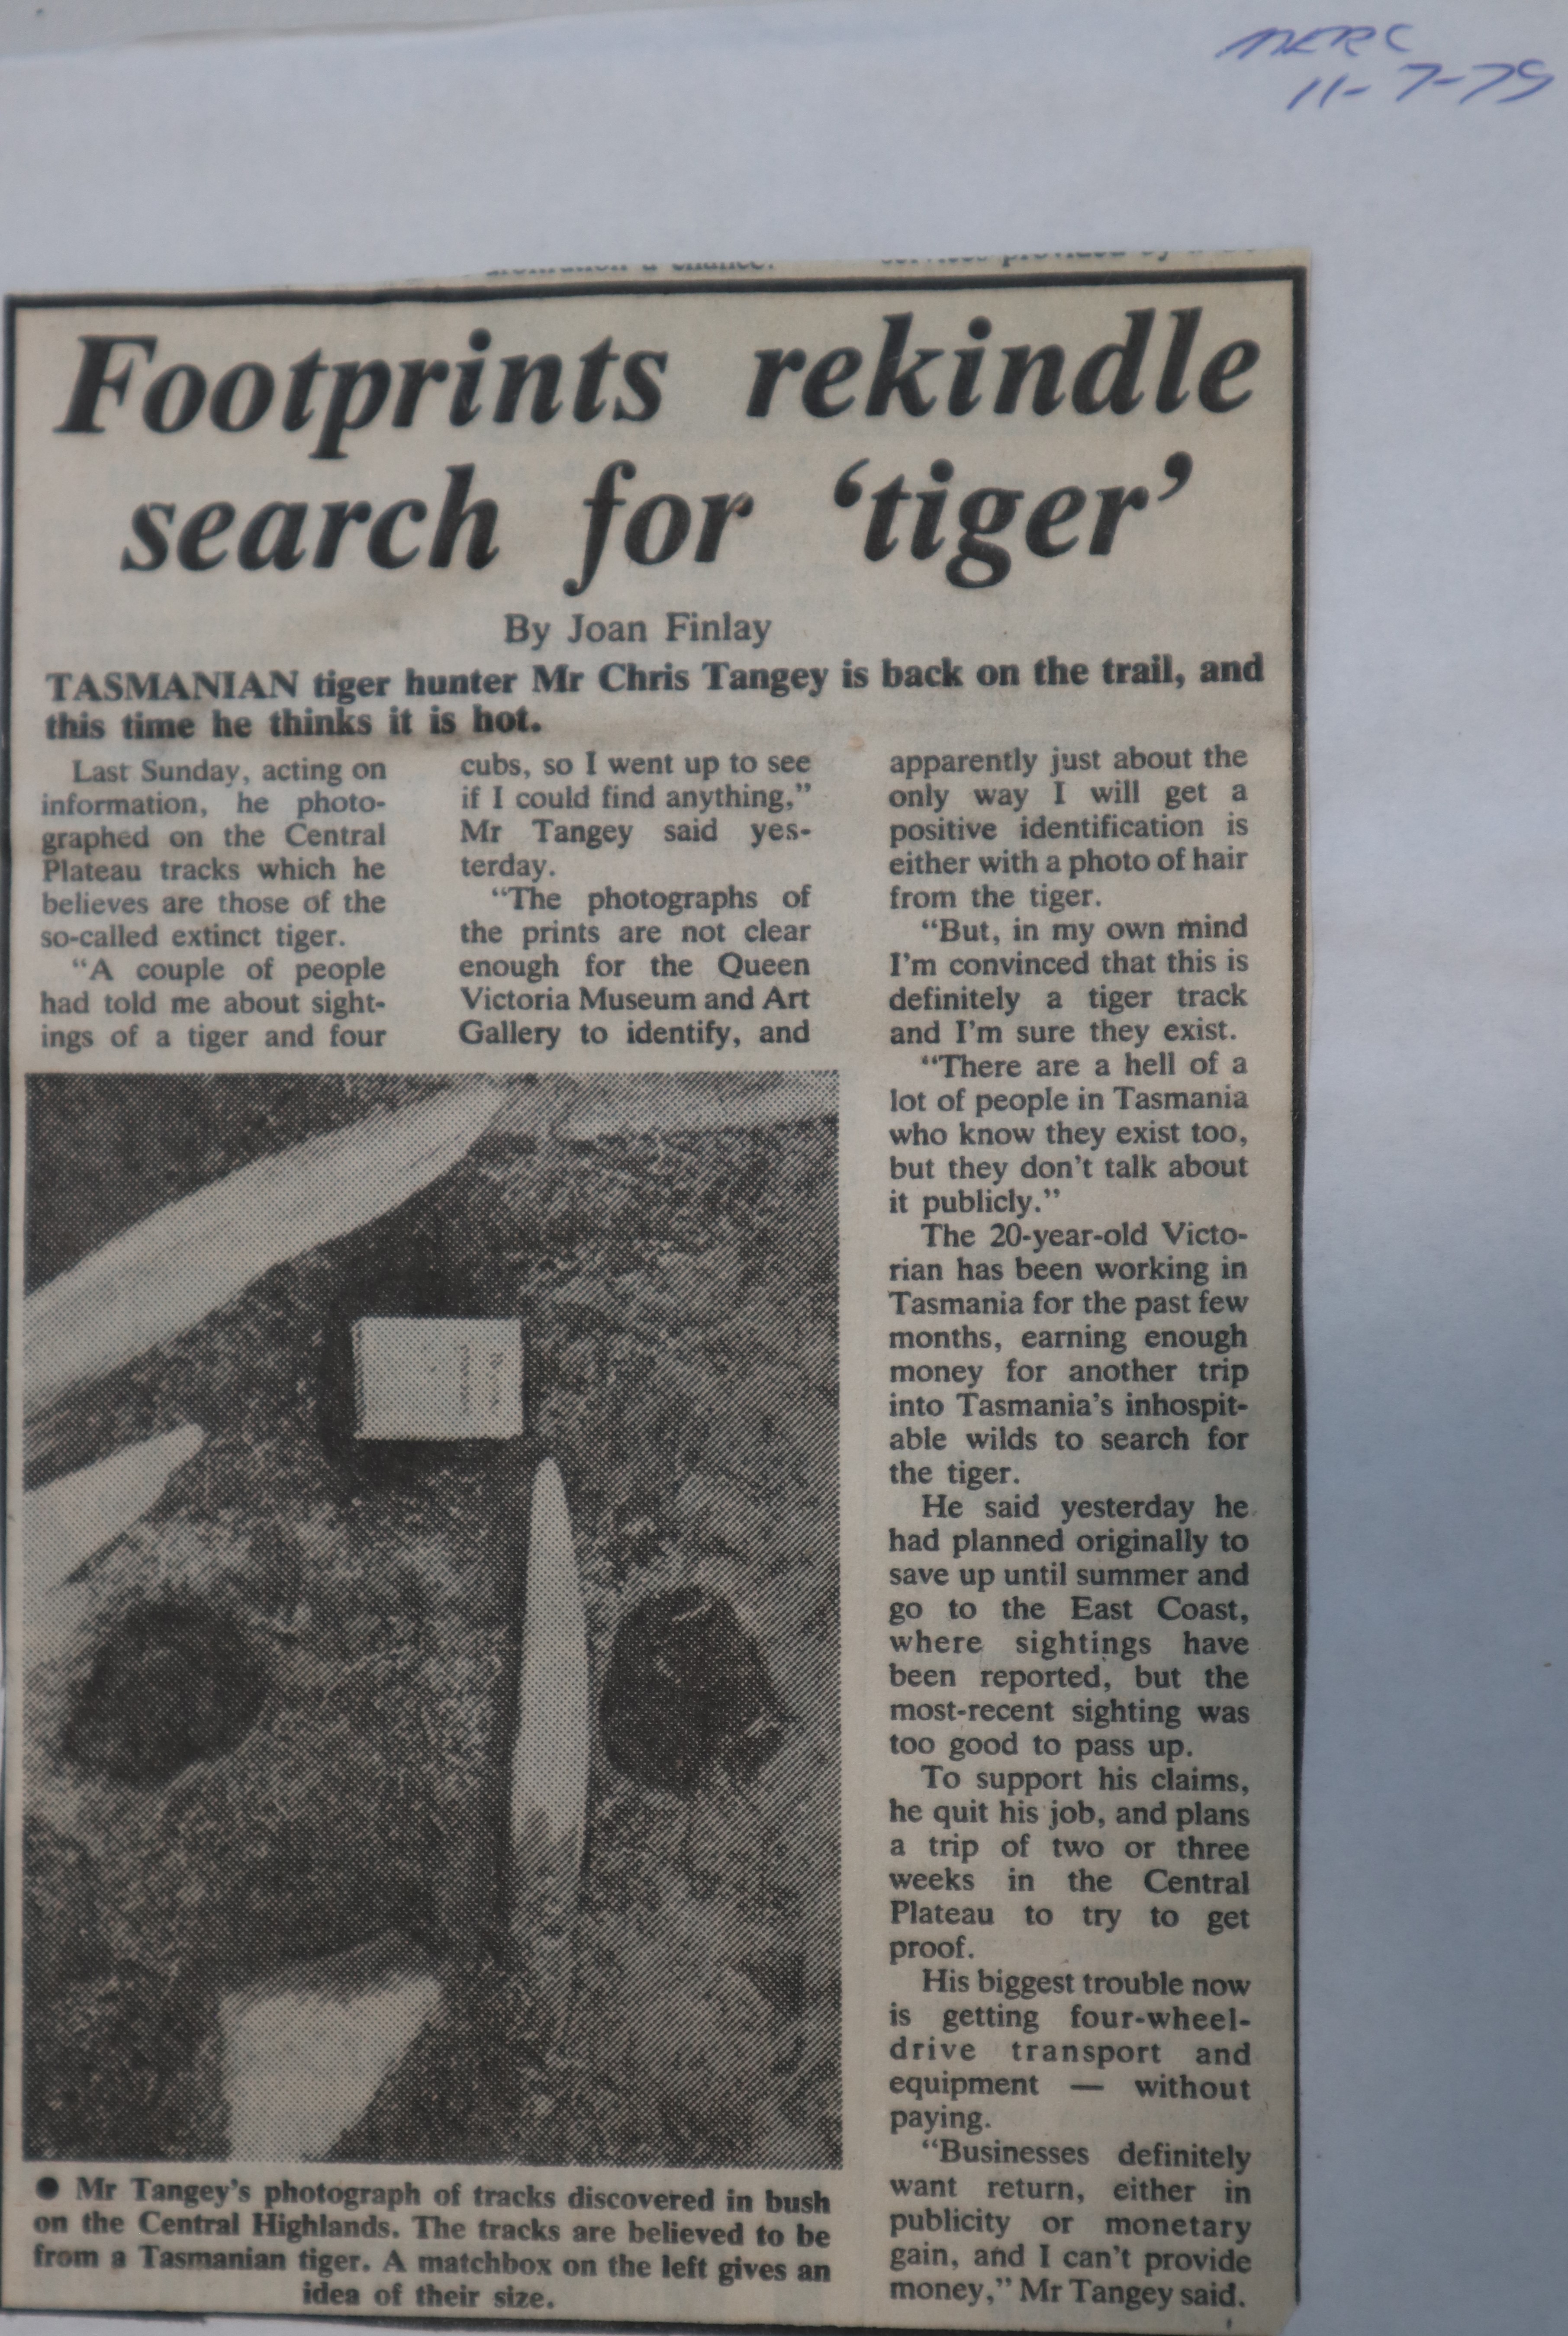 MERC
11-7-79
Footprints rekindle
search for ‘tiger’
By Joan Finlay
TASMANIAN tiger hunter Mr Chris Tangey is back on the trail, and
this time he thinks it is hot.
Last Sunday, acting on
information, he photo-
graphed on the Central
Plateau tracks which he
believes are those of the
so-called extinct tiger.
“A couple of people
had told me about sight-
ings of a tiger and four
cubs, so I went up to see
if I could find anything,”
Mr Tangey said yes-
terday.
“The photographs of
the prints are not clear
enough for the Queen
Victoria Museum and Art
Gallery to identify, and
apparently just about the
only way I will get a
positive identification is
either with a photo of hair
from the tiger.
“But, in my own mind
I’m convinced that this is
definitely a tiger track
and I’m sure they exist.
“There are a hell of a
lot of people in Tasmania
who know they exist too,
but they don’t talk about
it publicly.”
The 20-year-old Victo-
rian has been working in
Tasmania for the past few
months, earning enough
money for another trip
into Tasmania’s inhospit-
able wilds to search for
the tiger.
He said yesterday he
had planned originally to
save up until summer and
go to the East Coast,
where sightings have
been reported, but the
most-recent sighting was
too good to pass up.
To support his claims,
he quit his job, and plans
a trip of two or three
weeks in the Central
Plateau to try to get
proof.
His biggest trouble now
is getting four-wheel-
drive transport and
equipment — without
paying.
“Businesses definitely
want return, either in
publicity or monetary
gain, and I can’t provide
money,” Mr Tangey said.
● Mr Tangey’s photograph of tracks discovered in bush
on the Central Highlands. The tracks are believed to be
from a Tasmanian tiger. A matchbox on the left gives an
idea of their size.